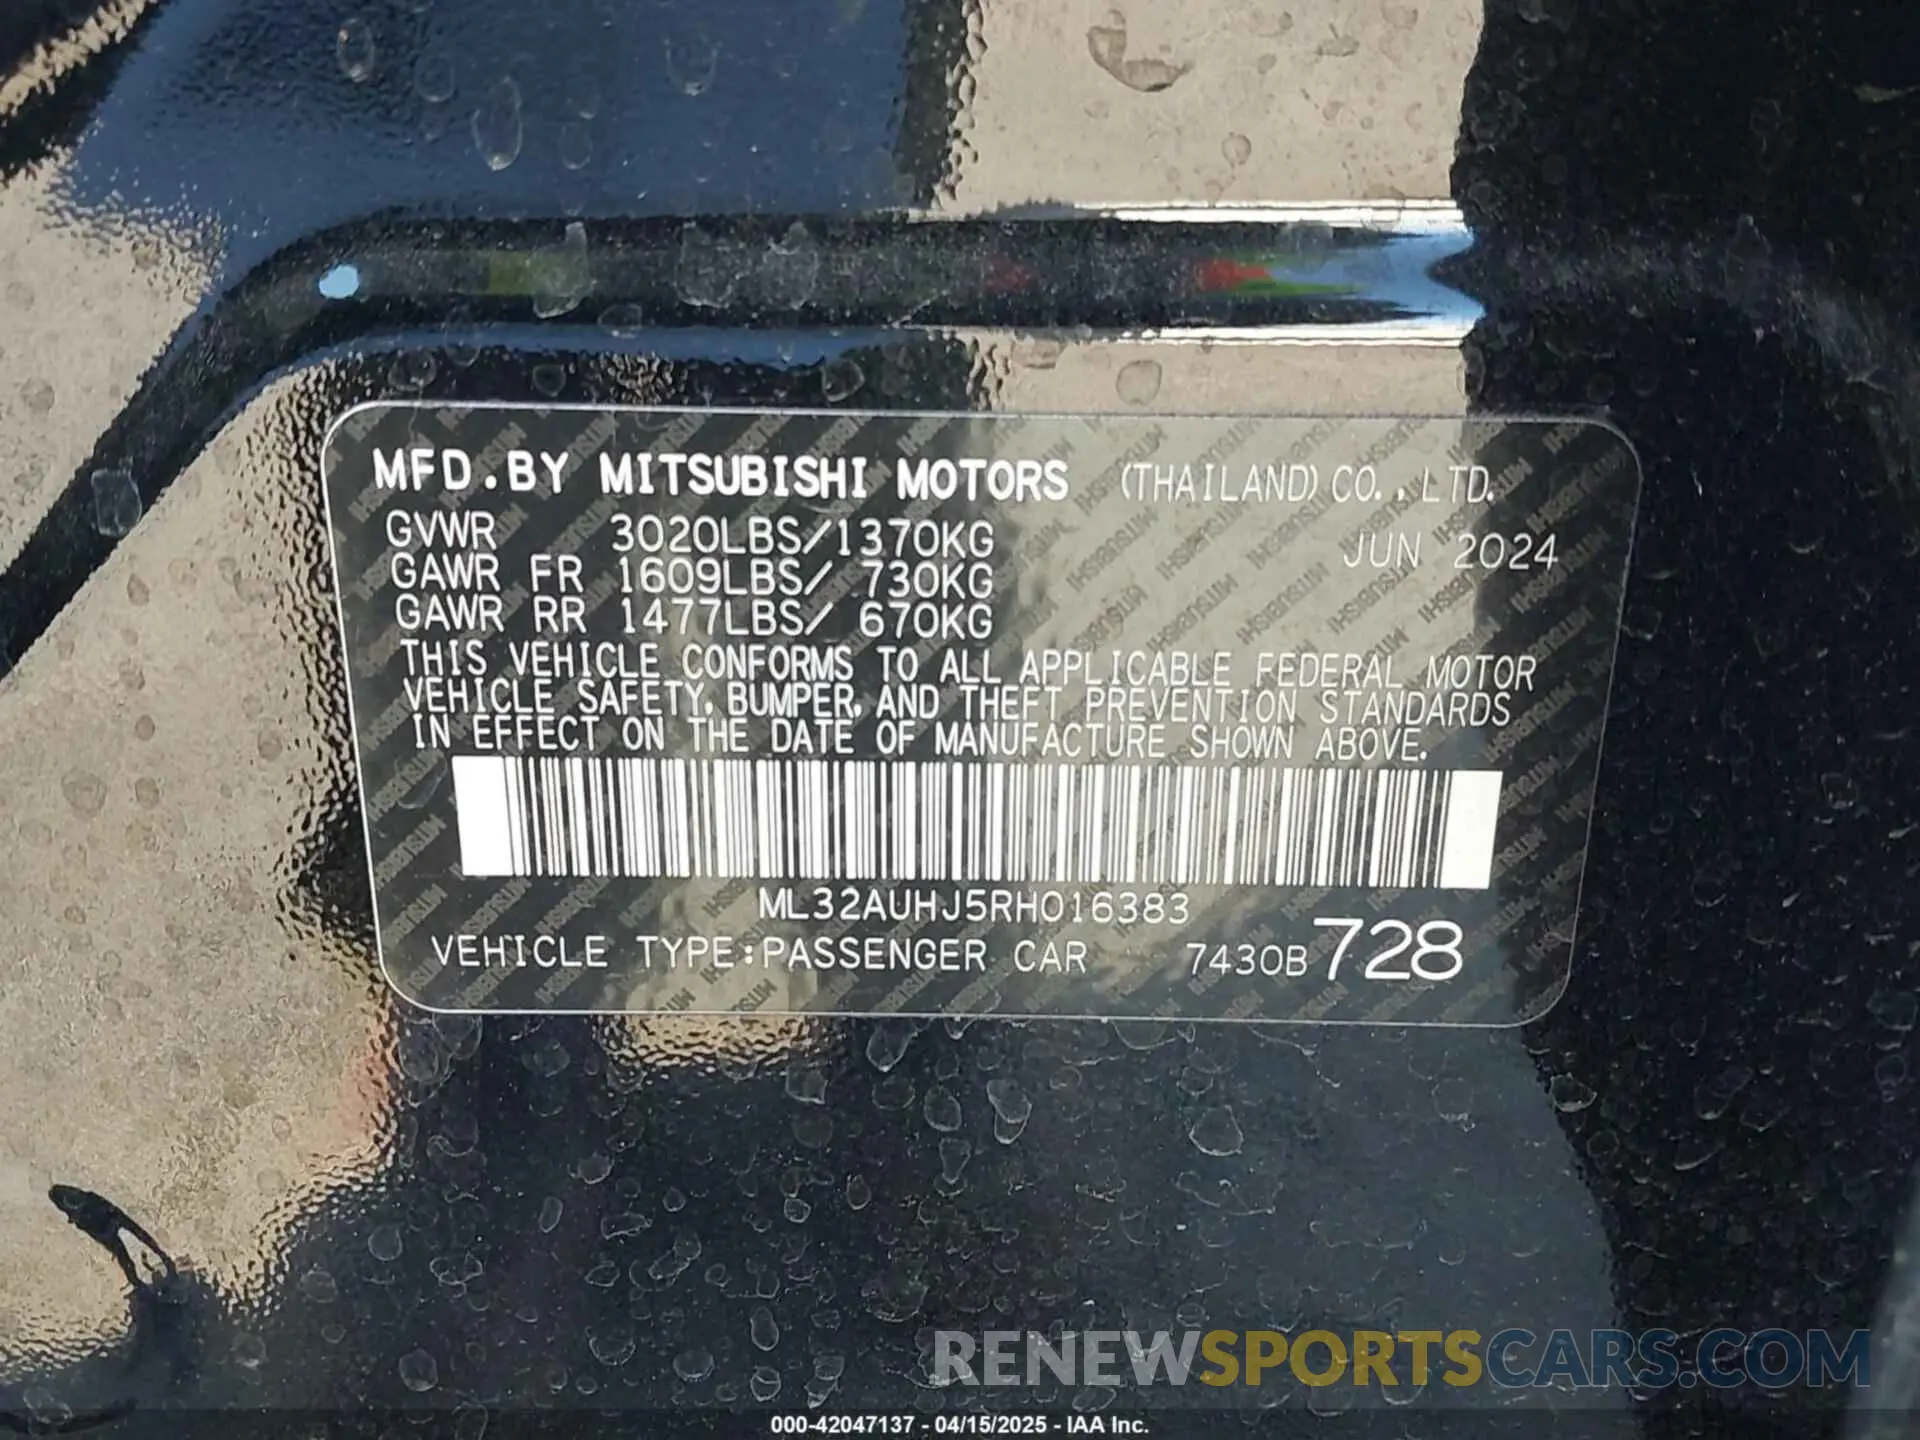 MFD.BY MITSUBISHI MOTORS (THAILAND) CO.,LTD.
GVWR 3020LBS/1370KG JUN 2024
GAWR FR 1609LBS/ 730KG
GAWR RR 1477LBS/ 670KG
THIS VEHICLE CONFORMS TO ALL APPLICABLE FEDERAL MOTOR
VEHICLE SAFETY, BUMPER, AND THEFT PREVENTION STANDARDS
IN EFFECT ON THE DATE OF MANUFACTURE SHOWN ABOVE.
ML32AUHJ5RH016383
VEHICLE TYPE:PASSENGER CAR 7430B 728
RENEWSPORTSCARS.COM
000-42047137 - 04/15/2025 - IAA Inc.